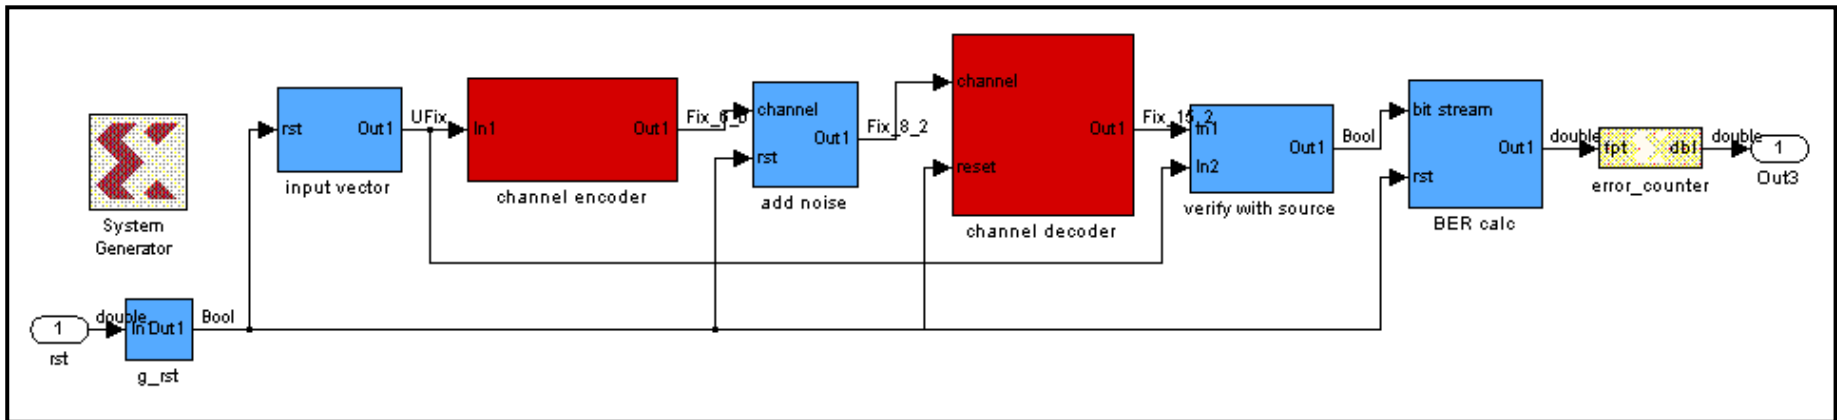 System
Generator
1
rst
double
In1
Out1
g_rst
Bool
rst
Out1
input vector
UFix
In1
Out1
channel encoder
channel
rst
Out1
add noise
Fix_8_2
channel
reset
Out1
channel decoder
Fix_15_2
In1
In2
Out1
verify with source
Bool
bit stream
rst
Out1
BER calc
double
fpt
dbl
error_counter
double
1
Out3